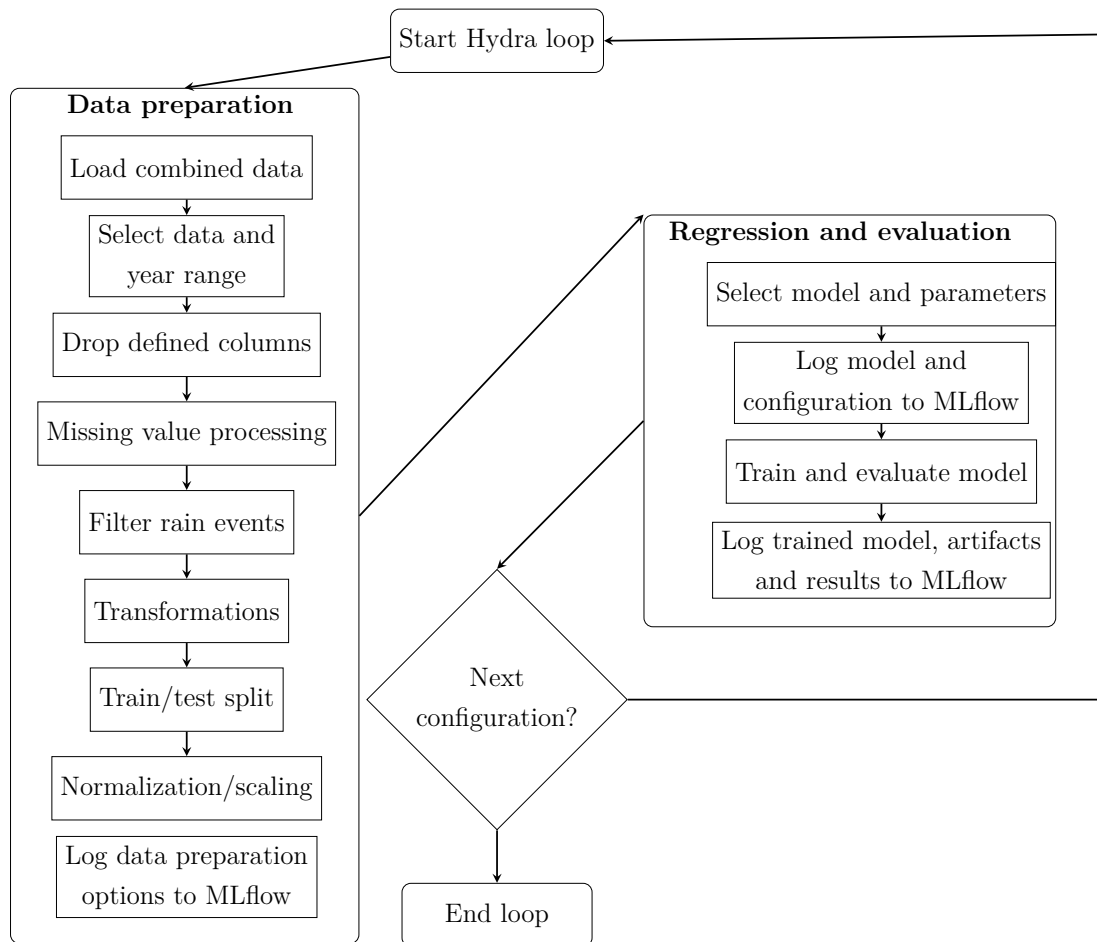 Start Hydra loop
Data preparation
Load combined data
Select data and
year range
Drop defined columns
Missing value processing
Filter rain events
Transformations
Train/test split
Normalization/scaling
Log data preparation
options to MLflow
Regression and evaluation
Select model and parameters
Log model and
configuration to MLflow
Train and evaluate model
Log trained model, artifacts
and results to MLflow
Next
configuration?
End loop